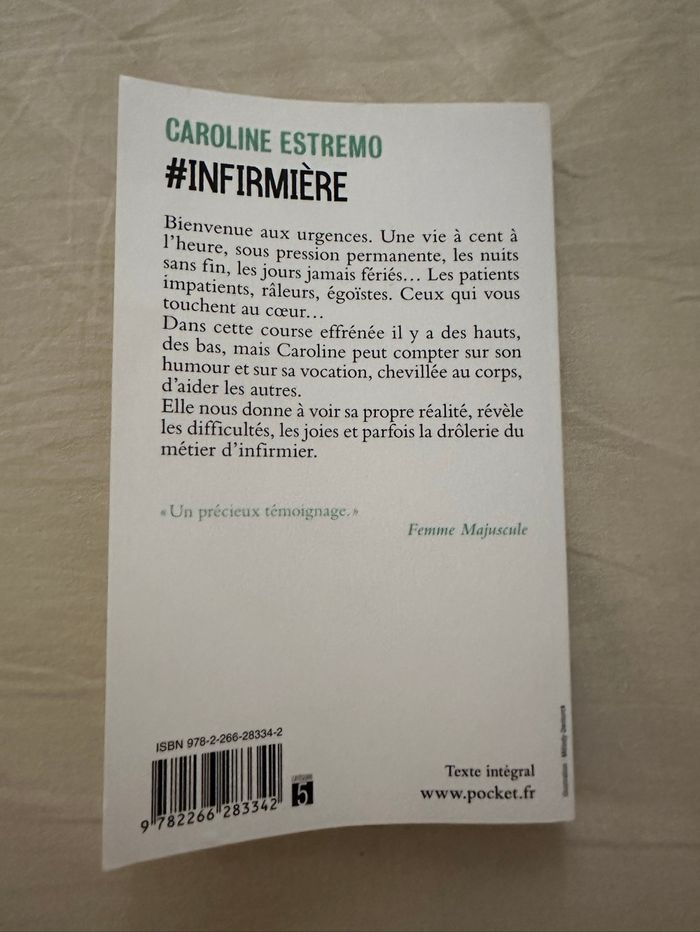 CAROLINE ESTREMO
#INFIRMIÈRE
Bienvenue aux urgences. Une vie à cent à
l'heure, sous pression permanente, les nuits
sans fin, les jours jamais fériés... Les patients
impatients, râleurs, égoïstes. Ceux qui vous
touchent au cœur...
Dans cette course effrénée il y a des hauts,
des bas, mais Caroline peut compter sur son
humour et sur sa vocation, chevillée au corps,
d'aider les autres.
Elle nous donne à voir sa propre réalité, révèle
les difficultés, les joies et parfois la drôlerie du
métier d'infirmier.
« Un précieux témoignage. »
Femme Majuscule
ISBN 978-2-266-28334-2
9 782266 283342
CATÉGORIE
5
Texte intégral
www.pocket.fr
Illustration :